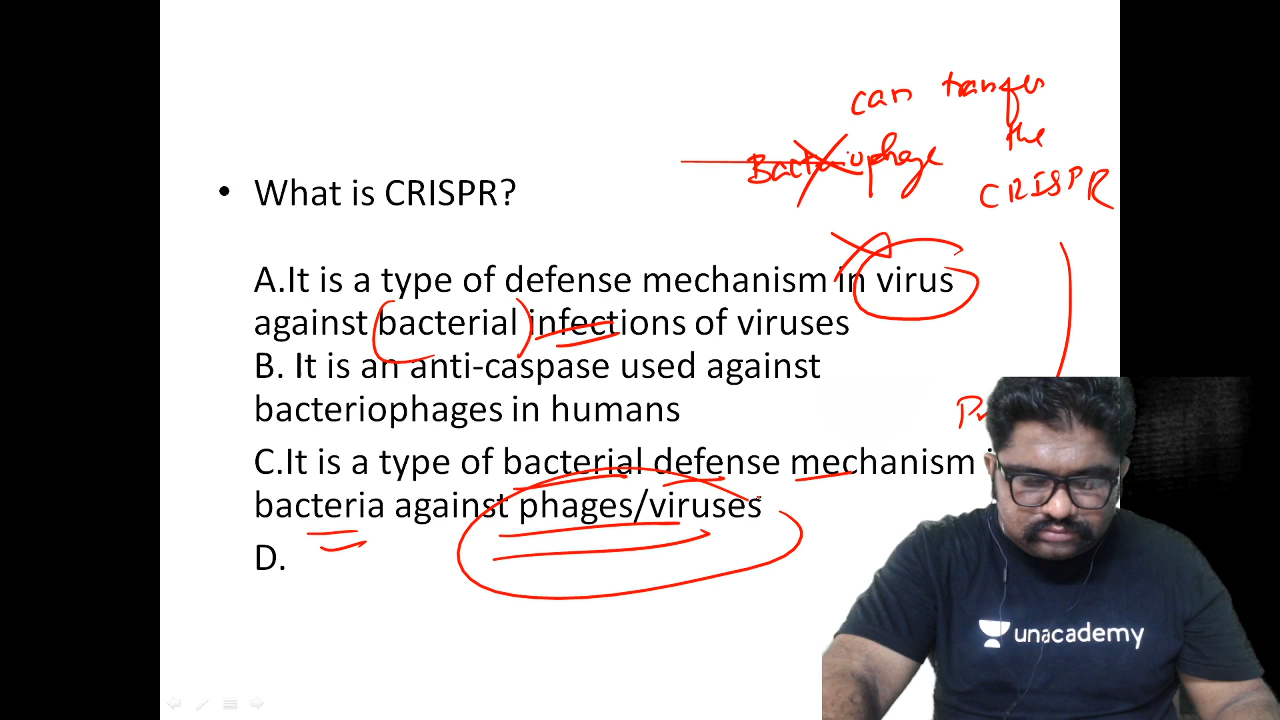 can transfer
Bacteriophage the
CRISPR
• What is CRISPR?
A.It is a type of defense mechanism in virus
against bacterial infections of viruses
B. It is an anti-caspase used against
bacteriophages in humans
C.It is a type of bacterial defense mechanism
bacteria against phages/viruses
D.
unacademy